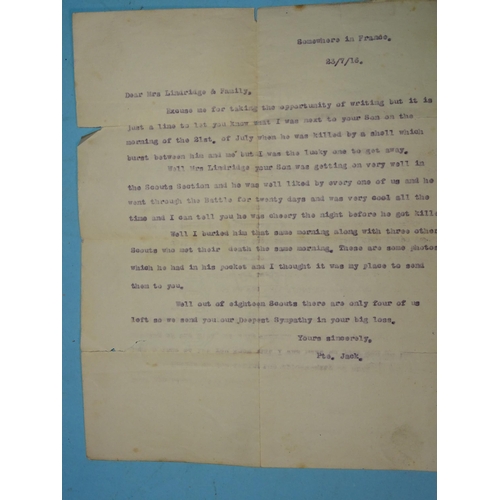 Somewhere in France.
23/7/18.
Dear Mrs Lindridge & Family.
Excuse me for taking the opportunity of writing but it is
just a line to let you know that I was next to your Son on the
morning of the 21st. of July when he was killed by a shell which
burst between him and me but I was the lucky one to get away.
Well Mrs Lindridge your Son was getting on very well in
the Scouts Section and he was well liked by every one of us and he
went through the Battle for twenty days and was very cool all the
time and I can tell you he was cheery the night before he got kille
Well I buried him that same morning along with three othe
Scouts who met their death the same morning. These are some photos
which he had in his pocket and I thought it was my place to send
them to you.
Well out of eighteen Scouts there are only four of us
left so we send you our Deepest Sympathy in your big loss.
Yours sincerely.
Pte. Jack.